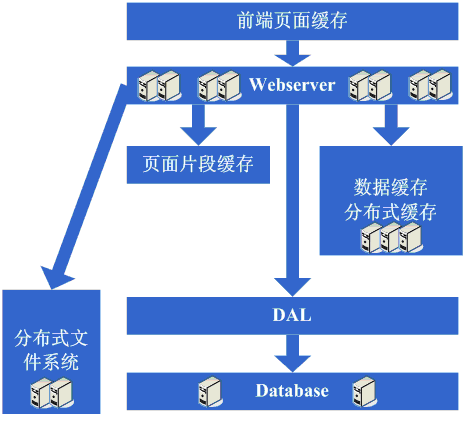 前端页面缓存
Webserver
页面片段缓存
数据缓存
分布式缓存
分布式文
件系统
DAL
Database